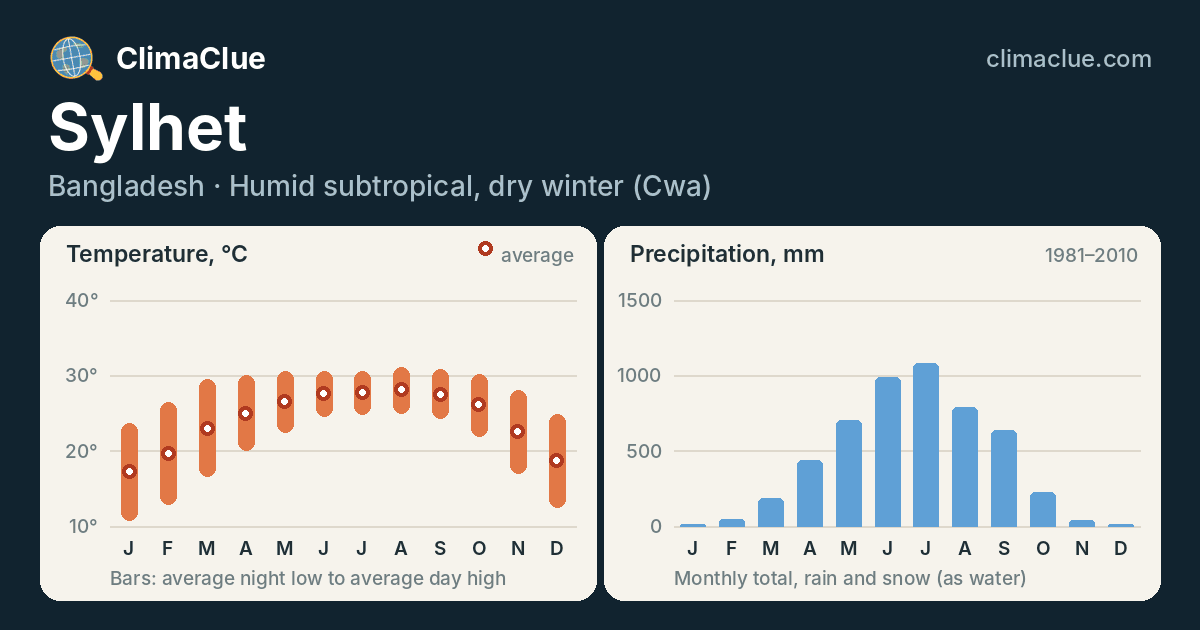 ClimaClue
climaclue.com
Sylhet
Bangladesh · Humid subtropical, dry winter (Cwa)
Temperature, °C
average
40°
30°
20°
10°
J F M A M J J A S O N D
Bars: average night low to average day high
Precipitation, mm
1981–2010
1500
1000
500
0
J F M A M J J A S O N D
Monthly total, rain and snow (as water)